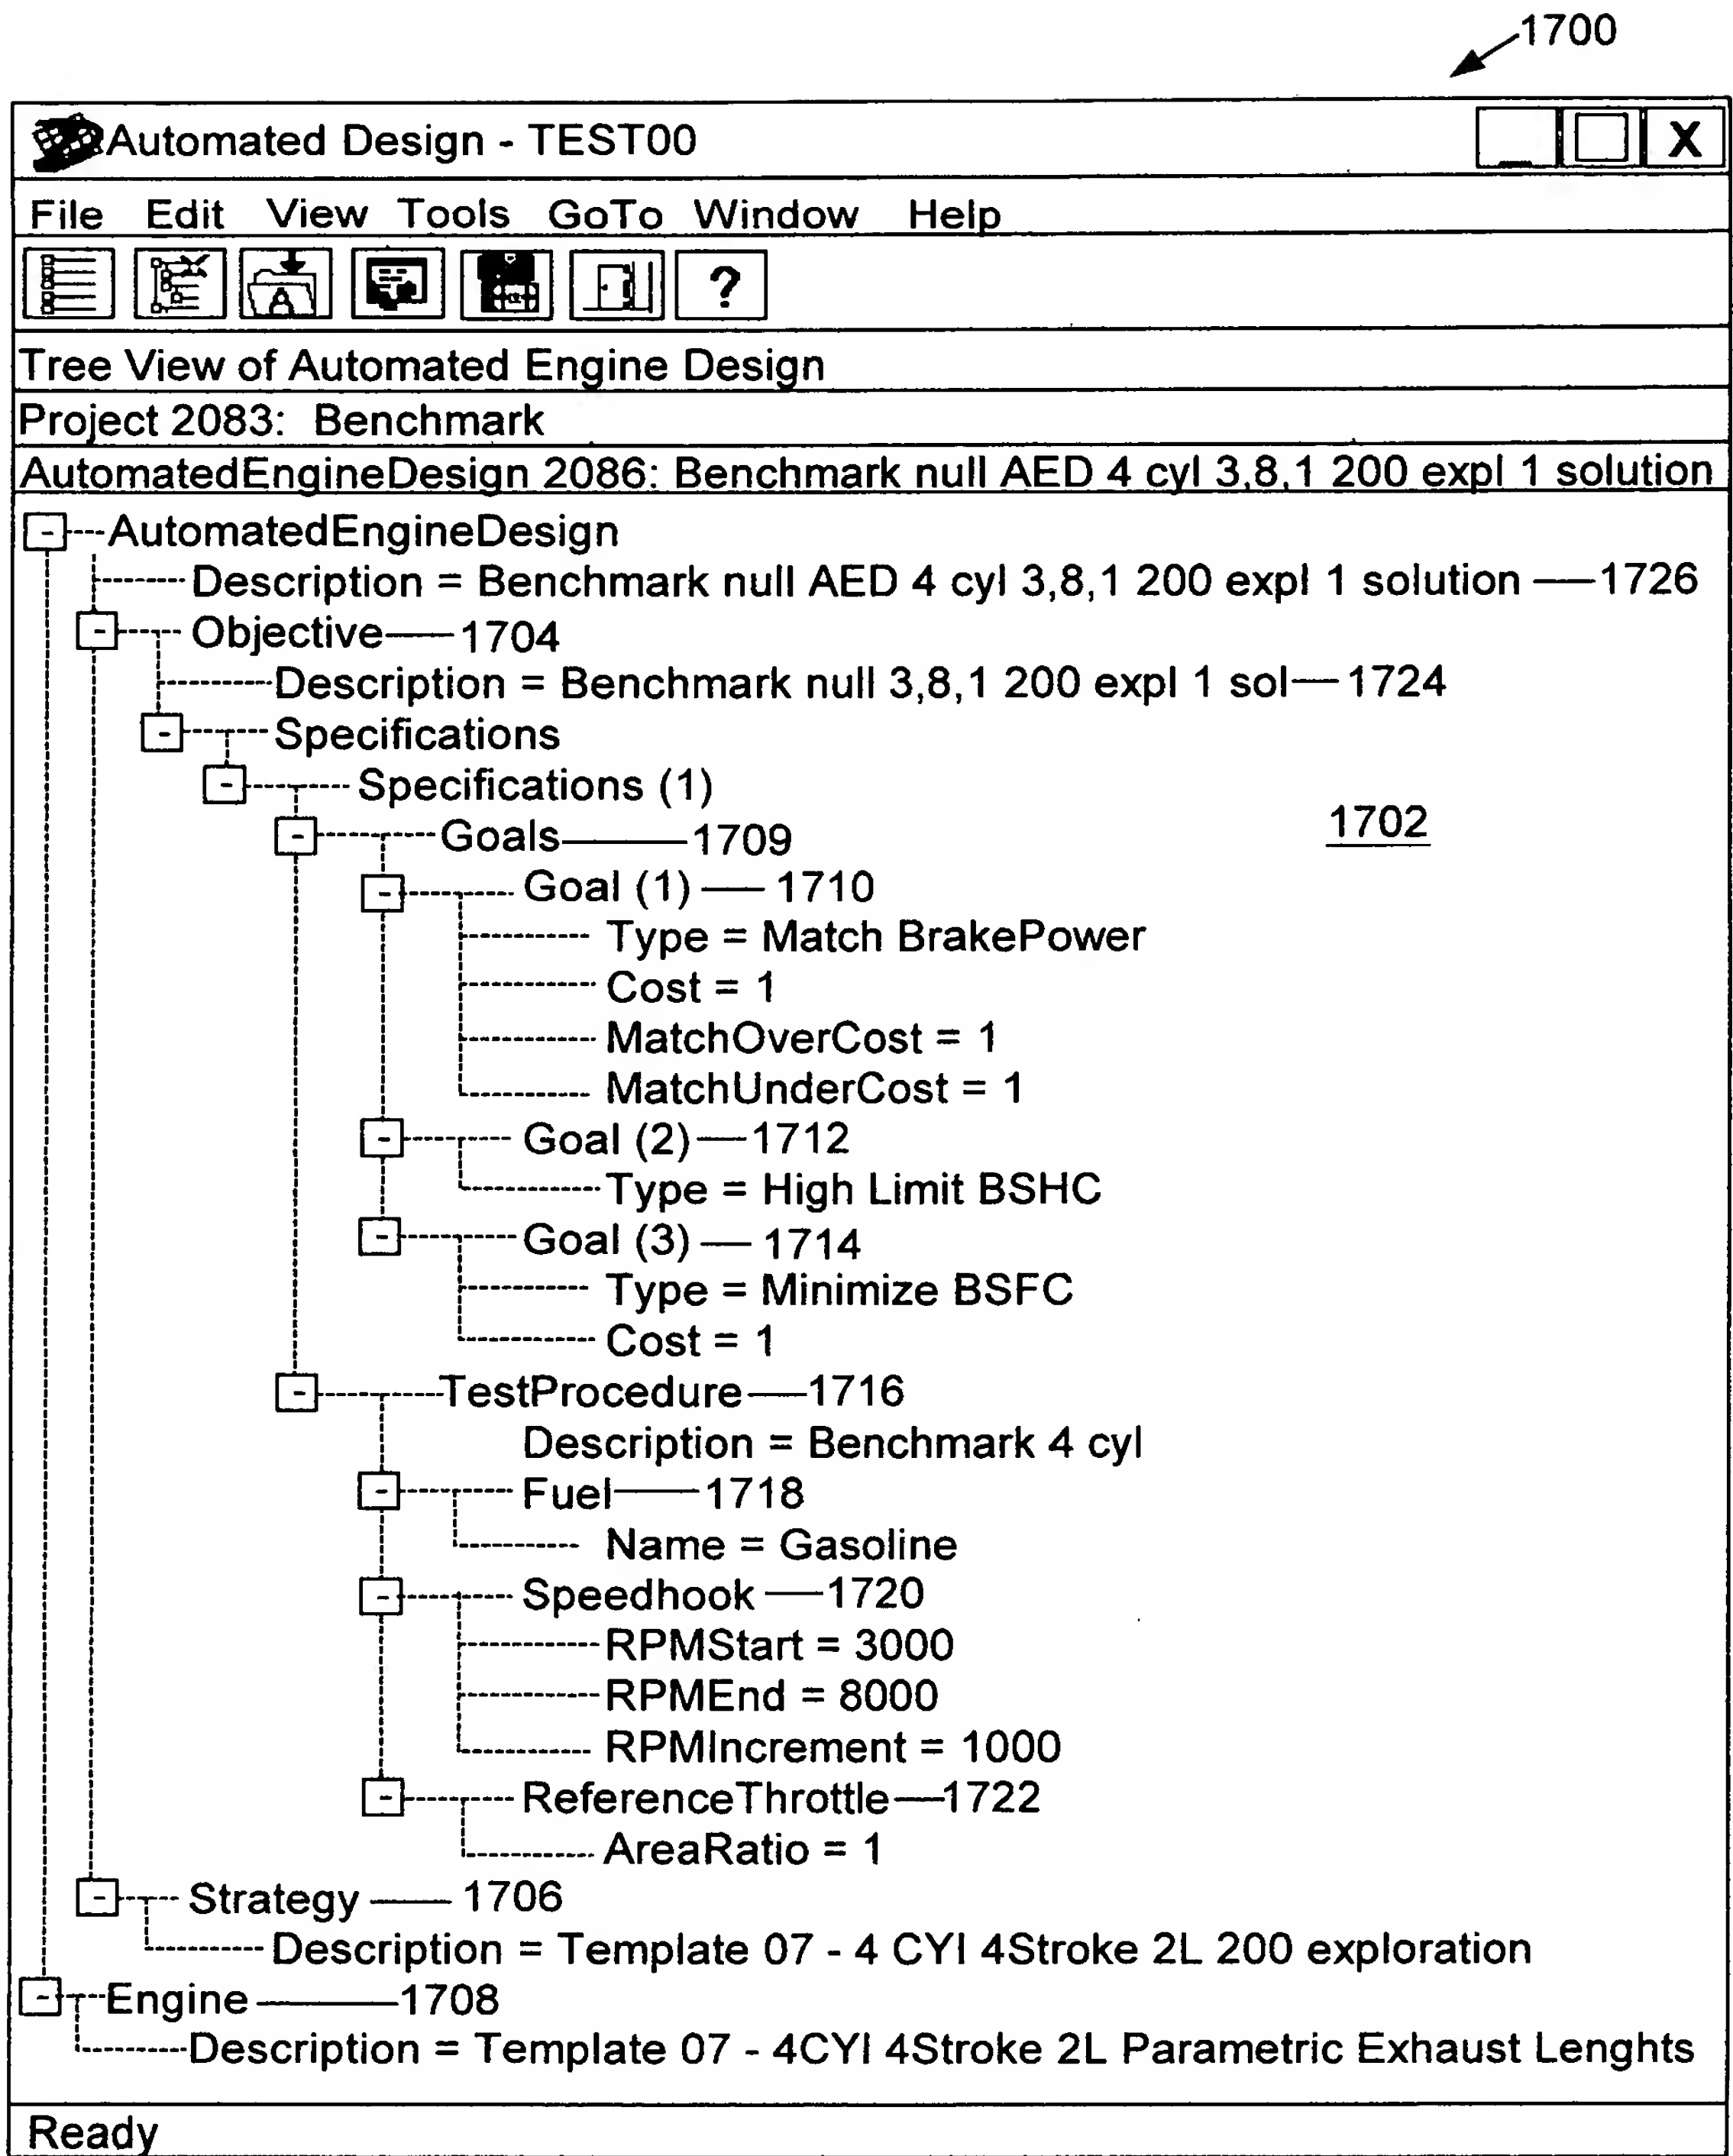 1700
Automated Design - TEST00 X
File Edit View Tools GoTo Window Help
A ?
Tree View of Automated Engine Design
Project 2083: Benchmark
AutomatedEngineDesign 2086: Benchmark null AED 4 cyl 3,8,1 200 expl 1 solution
AutomatedEngineDesign
Description = Benchmark null AED 4 cyl 3,8,1 200 expl 1 solution 1726
Objective 1704
Description = Benchmark null 3,8,1 200 expl 1 sol 1724
Specifications
Specifications (1)
1702
Goals 1709
Goal (1) 1710
Type = Match BrakePower
Cost = 1
MatchOverCost = 1
MatchUnderCost = 1
Goal (2) 1712
Type = High Limit BSHC
Goal (3) 1714
Type = Minimize BSFC
Cost = 1
TestProcedure 1716
Description = Benchmark 4 cyl
Fuel 1718
Name = Gasoline
Speedhook 1720
RPMStart = 3000
RPMEnd = 8000
RPMIncrement = 1000
ReferenceThrottle 1722
AreaRatio = 1
Strategy 1706
Description = Template 07 - 4 CYl 4Stroke 2L 200 exploration
Engine 1708
Description = Template 07 - 4CYl 4Stroke 2L Parametric Exhaust Lenghts
Ready